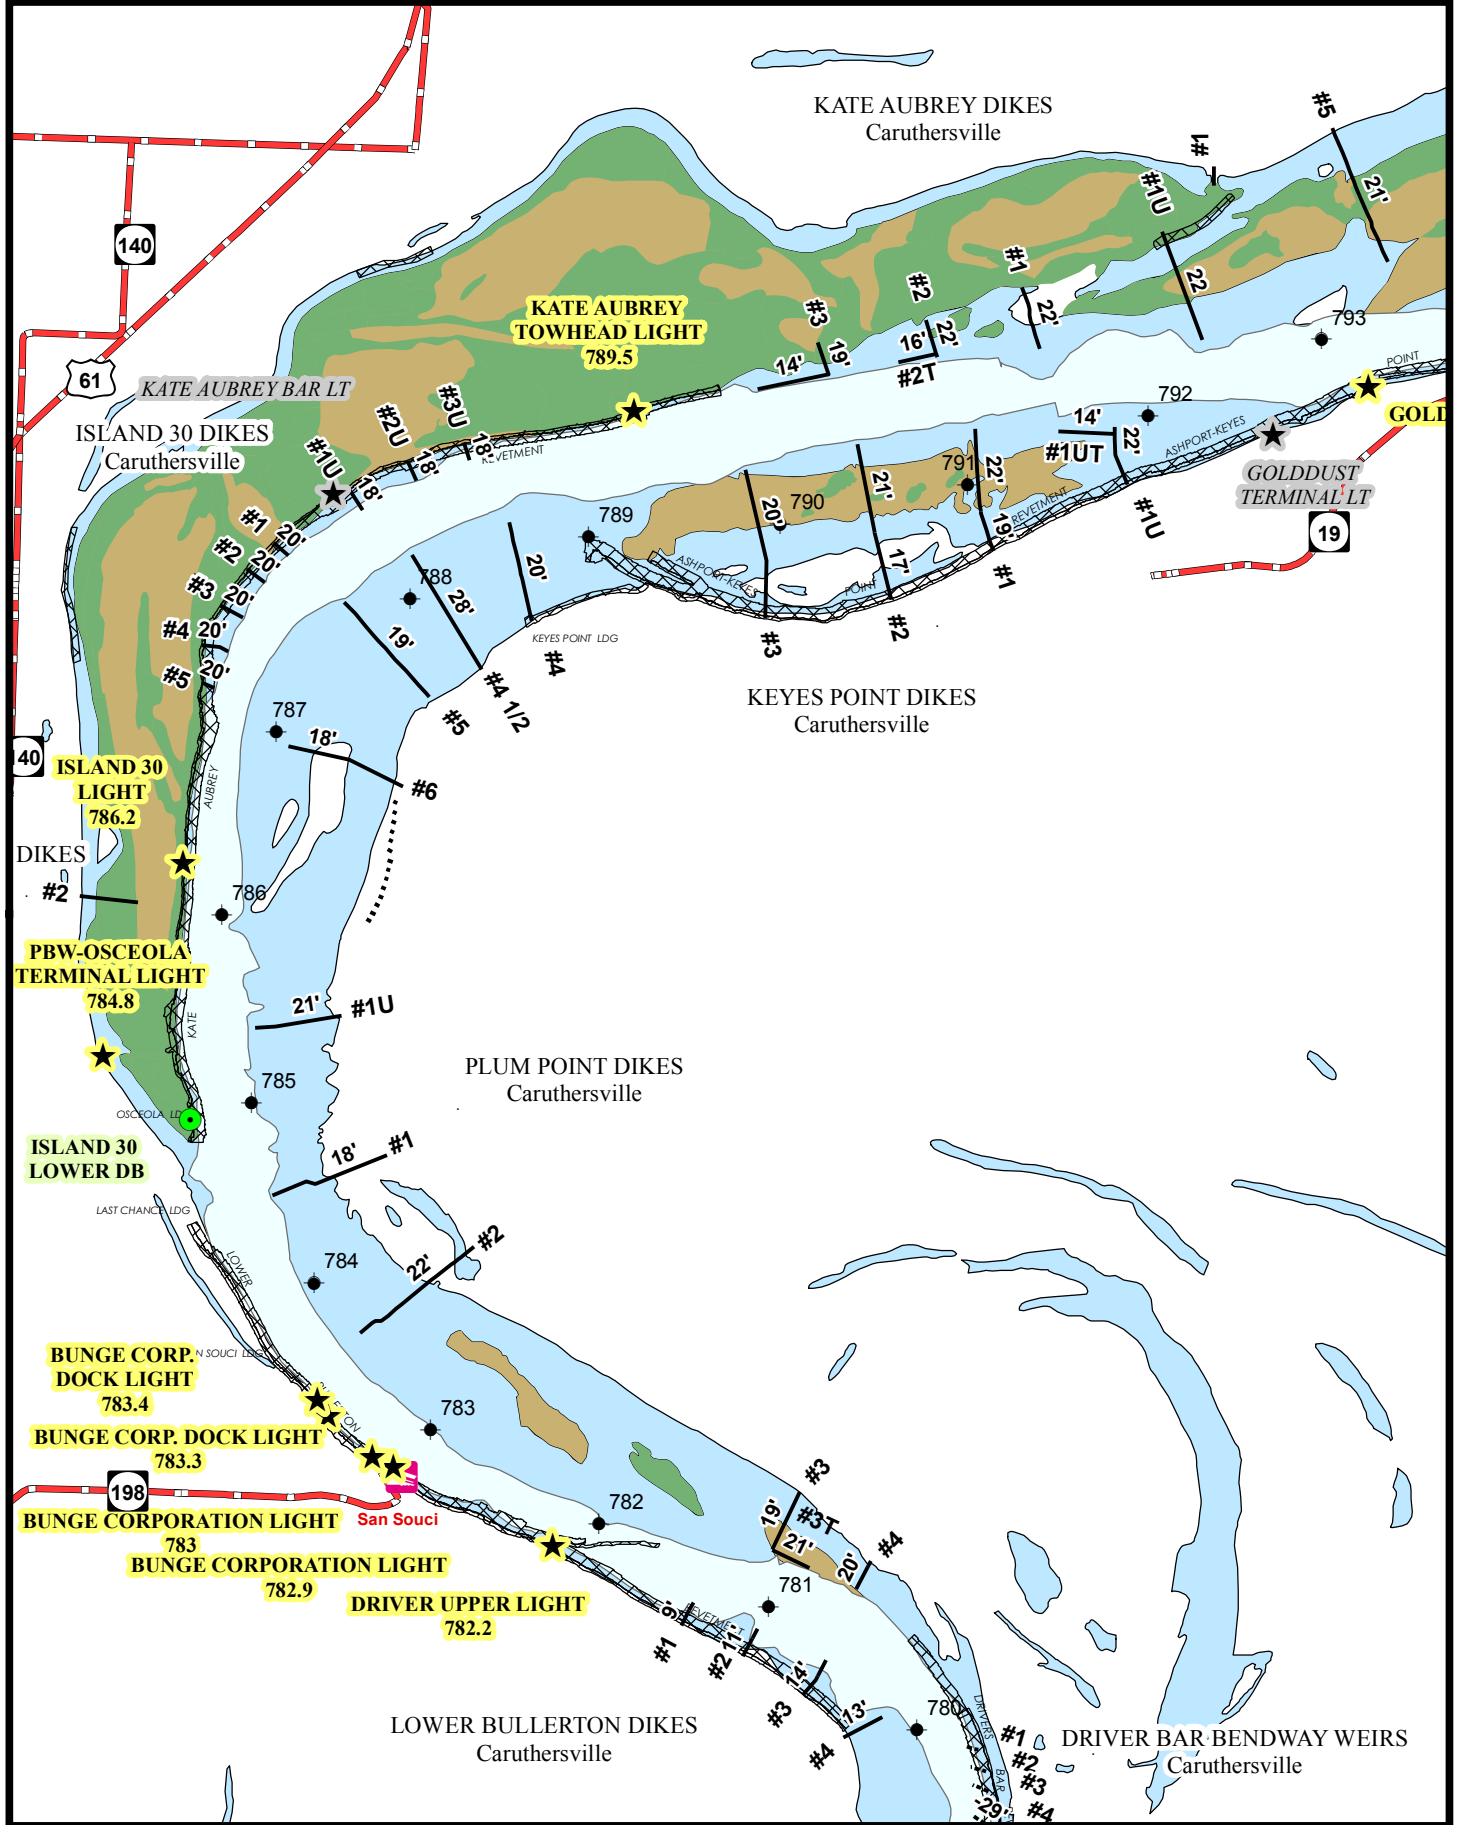 KATE AUBREY DIKES
Caruthersville
#5
21'
#1
#1U
22
#1
22'
#2
22'
16'
#2T
#3
19'
14'
140
61
KATE AUBREY
TOWHEAD LIGHT
789.5
KATE AUBREY BAR LT
ISLAND 30 DIKES
Caruthersville
793
POINT
792
GOLD
14'
22'
#1UT
#1U
ASHPORT-KEYES
GOLDDUST
TERMINAL LT
19
#3U
18'
#2U
18'
#1U
18'
REVETMENT
791
22'
19'
#1
REVETMENT
21'
17'
#2
790
20'
#3
789
ASHPORT-KEYES
POINT
20'
#4
KEYES POINT LDG
788
28'
#4 1/2
19'
#5
#1
20'
#2
20'
#3
20'
#4
20'
#5
20'
KEYES POINT DIKES
Caruthersville
787
18'
#6
40
AUBREY
ISLAND 30
LIGHT
786.2
DIKES
#2
786
PBW-OSCEOLA
TERMINAL LIGHT
784.8
KATE
21'
#1U
PLUM POINT DIKES
Caruthersville
785
OSCEOLA LD
ISLAND 30
LOWER DB
18'
#1
LAST CHANCE LDG
LOWER
784
22'
#2
N SOUCI LDG
BUNGE CORP.
DOCK LIGHT
783.4
783
BUNGE CORP. DOCK LIGHT
783.3
198
San Souci
BUNGE CORPORATION LIGHT
783
BUNGE CORPORATION LIGHT
782.9
782
DRIVER UPPER LIGHT
782.2
#3
19'
#3T
21'
20'
#4
781
9'
REVETMENT
#1
11'
#2
14'
#3
13'
#4
780
DRIVERS
BAR
LOWER BULLERTON DIKES
Caruthersville
DRIVER BAR BENDWAY WEIRS
Caruthersville
#1
#2
#3
#4
29'